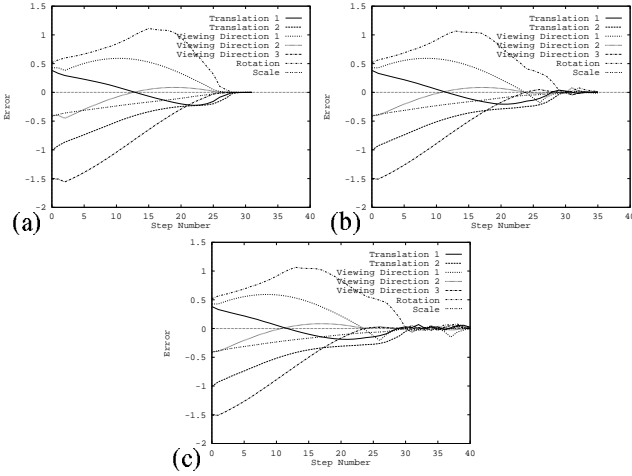 1.5
1
0.5
0
-0.5
-1
-1.5
-2
Error
0 5 10 15 20 25 30 35 40
Step Number
Translation 1
Translation 2
Viewing Direction 1
Viewing Direction 2
Viewing Direction 3
Rotation
Scale
(a)
1.5
1
0.5
0
-0.5
-1
-1.5
-2
Error
0 5 10 15 20 25 30 35 40
Step Number
Translation 1
Translation 2
Viewing Direction 1
Viewing Direction 2
Viewing Direction 3
Rotation
Scale
(b)
1.5
1
0.5
0
-0.5
-1
-1.5
-2
Error
0 5 10 15 20 25 30 35 40
Step Number
Translation 1
Translation 2
Viewing Direction 1
Viewing Direction 2
Viewing Direction 3
Rotation
Scale
(c)